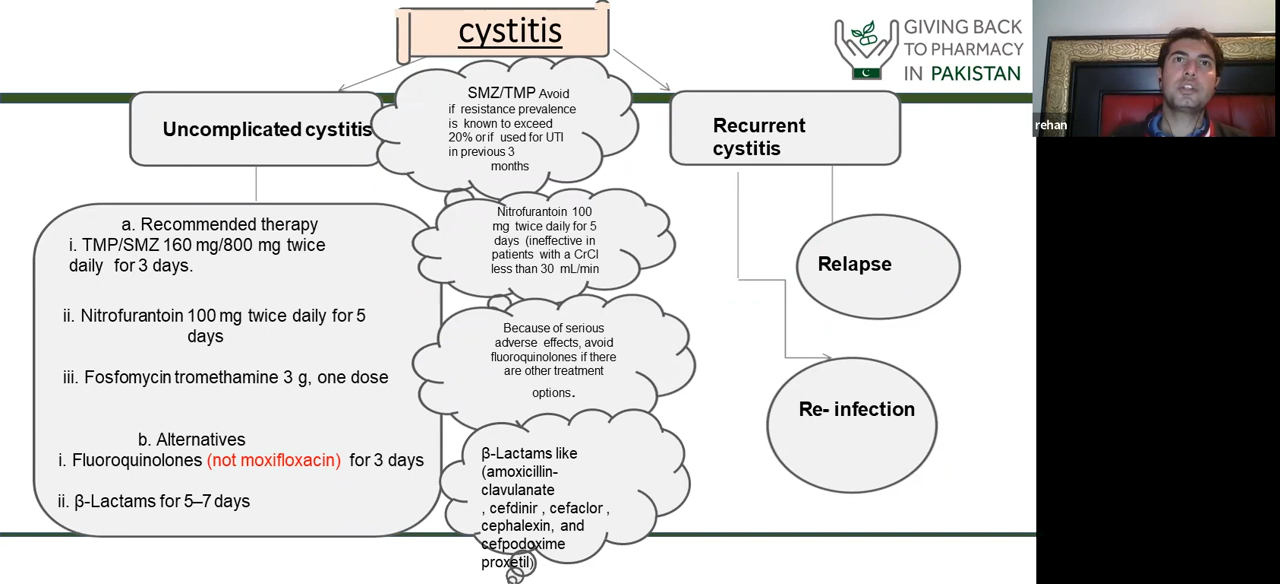 cystitis
GIVING BACK
TO PHARMACY
IN PAKISTAN
rehan
Uncomplicated cystitis
SMZ/TMP Avoid
if resistance prevalence
is known to exceed
20% or if used for UTI
in previous 3
months
Recurrent
cystitis
a. Recommended therapy
i. TMP/SMZ 160 mg/800 mg twice
daily for 3 days.
ii. Nitrofurantoin 100 mg twice daily for 5
days
iii. Fosfomycin tromethamine 3 g, one dose
b. Alternatives
i. Fluoroquinolones (not moxifloxacin) for 3 days
ii. β-Lactams for 5–7 days
Nitrofurantoin 100
mg twice daily for 5
days (ineffective in
patients with a CrCl
less than 30 mL/min
Because of serious
adverse effects, avoid
fluoroquinolones if there
are other treatment
options.
β-Lactams like
(amoxicillin-
clavulanate
, cefdinir , cefaclor ,
cephalexin, and
cefpodoxime
proxetil)
Relapse
Re- infection